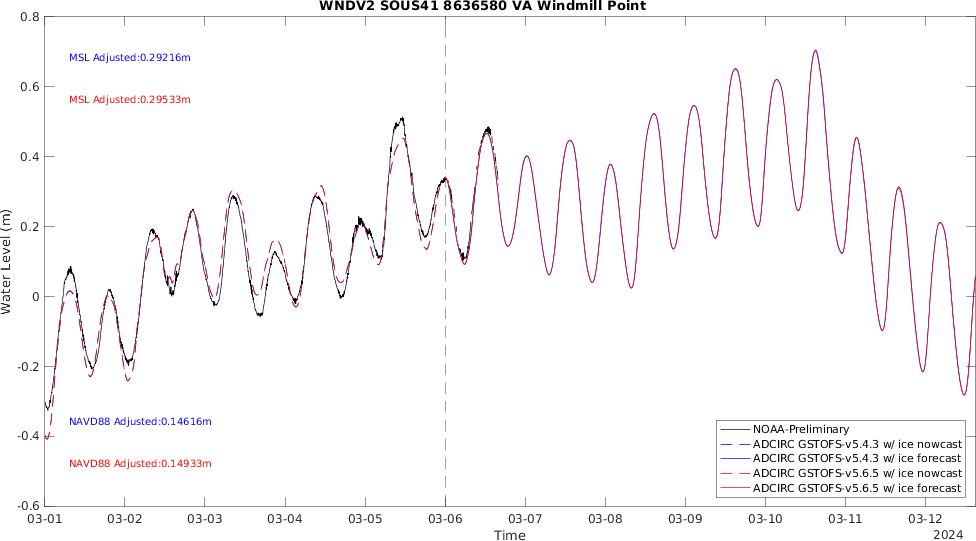 WNDV2 SOUS41 8636580 VA Windmill Point
0.8
0.6
0.4
0.2
0
-0.2
-0.4
-0.6
Water Level (m)
MSL Adjusted:0.29216m
MSL Adjusted:0.29533m
NAVD88 Adjusted:0.14616m
NAVD88 Adjusted:0.14933m
NOAA-Preliminary
ADCIRC GSTOFS-v5.4.3 w/ ice nowcast
ADCIRC GSTOFS-v5.4.3 w/ ice forecast
ADCIRC GSTOFS-v5.6.5 w/ ice nowcast
ADCIRC GSTOFS-v5.6.5 w/ ice forecast
03-01 03-02 03-03 03-04 03-05 03-06 03-07 03-08 03-09 03-10 03-11 03-12
Time
2024